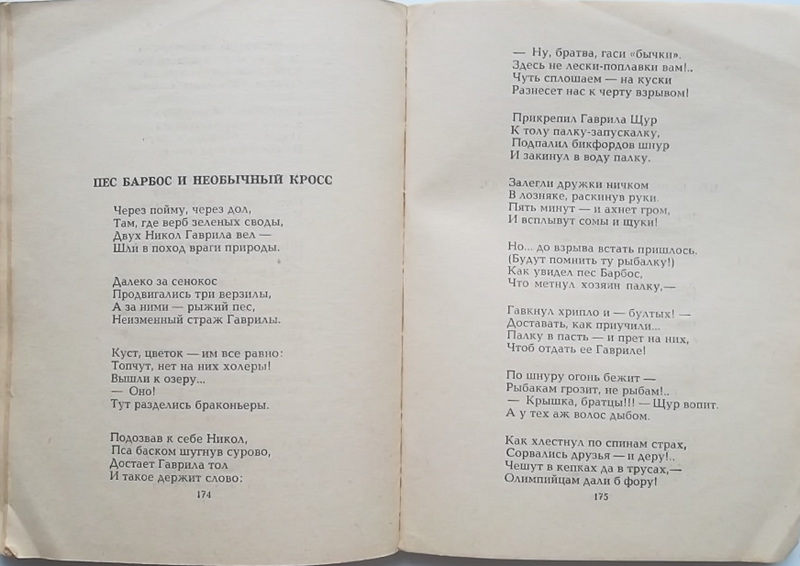 ПЕС БАРБОС И НЕОБЫЧНЫЙ КРОСС
Через пойму, через дол,
Там, где верб зеленых своды,
Двух Никол Гаврила вел —
Шли в поход враги природы.
Далеко за сенокос
Продвигались три верзилы,
А за ними — рыжий пес,
Неизменный страж Гаврилы.
Куст, цветок — им все равно:
Топчут, нет на них холеры!
Вышли к озеру...
— Оно!
Тут разделись браконьеры.
Подозвав к себе Никол,
Пса баском шугнув сурово,
Достает Гаврила тол
И такое держит слово:
174
— Ну, братва, гаси «бычки».
Здесь не лески-поплавки вам!..
Чуть сплошаем — на куски
Разнесет нас к черту взрывом!
Прикрепил Гаврила Щур
К толу палку-запускалку,
Подпалил бикфордов шнур
И закинул в воду палку.
Залегли дружки ничком
В лозняке, раскинув руки.
Пять минут — и ахнет гром,
И всплывут сомы и щуки!
Но... до взрыва встать пришлось.
(Будут помнить ту рыбалку!)
Как увидел пес Барбос,
Что метнул хозяин палку,—
Гавкнул хрипло и — бултых! —
Доставать, как приучили...
Палку в пасть — и прет на них,
Чтоб отдать ее Гавриле!
По шнуру огонь бежит —
Рыбакам грозит, не рыбам!..
— Крышка, братцы!!! — Щур вопит.
А у тех аж волос дыбом.
Как хлестнул по спинам страх,
Сорвались друзья — и деру!..
Чешут в кепках да в трусах,—
Олимпийцам дали б фору!
175